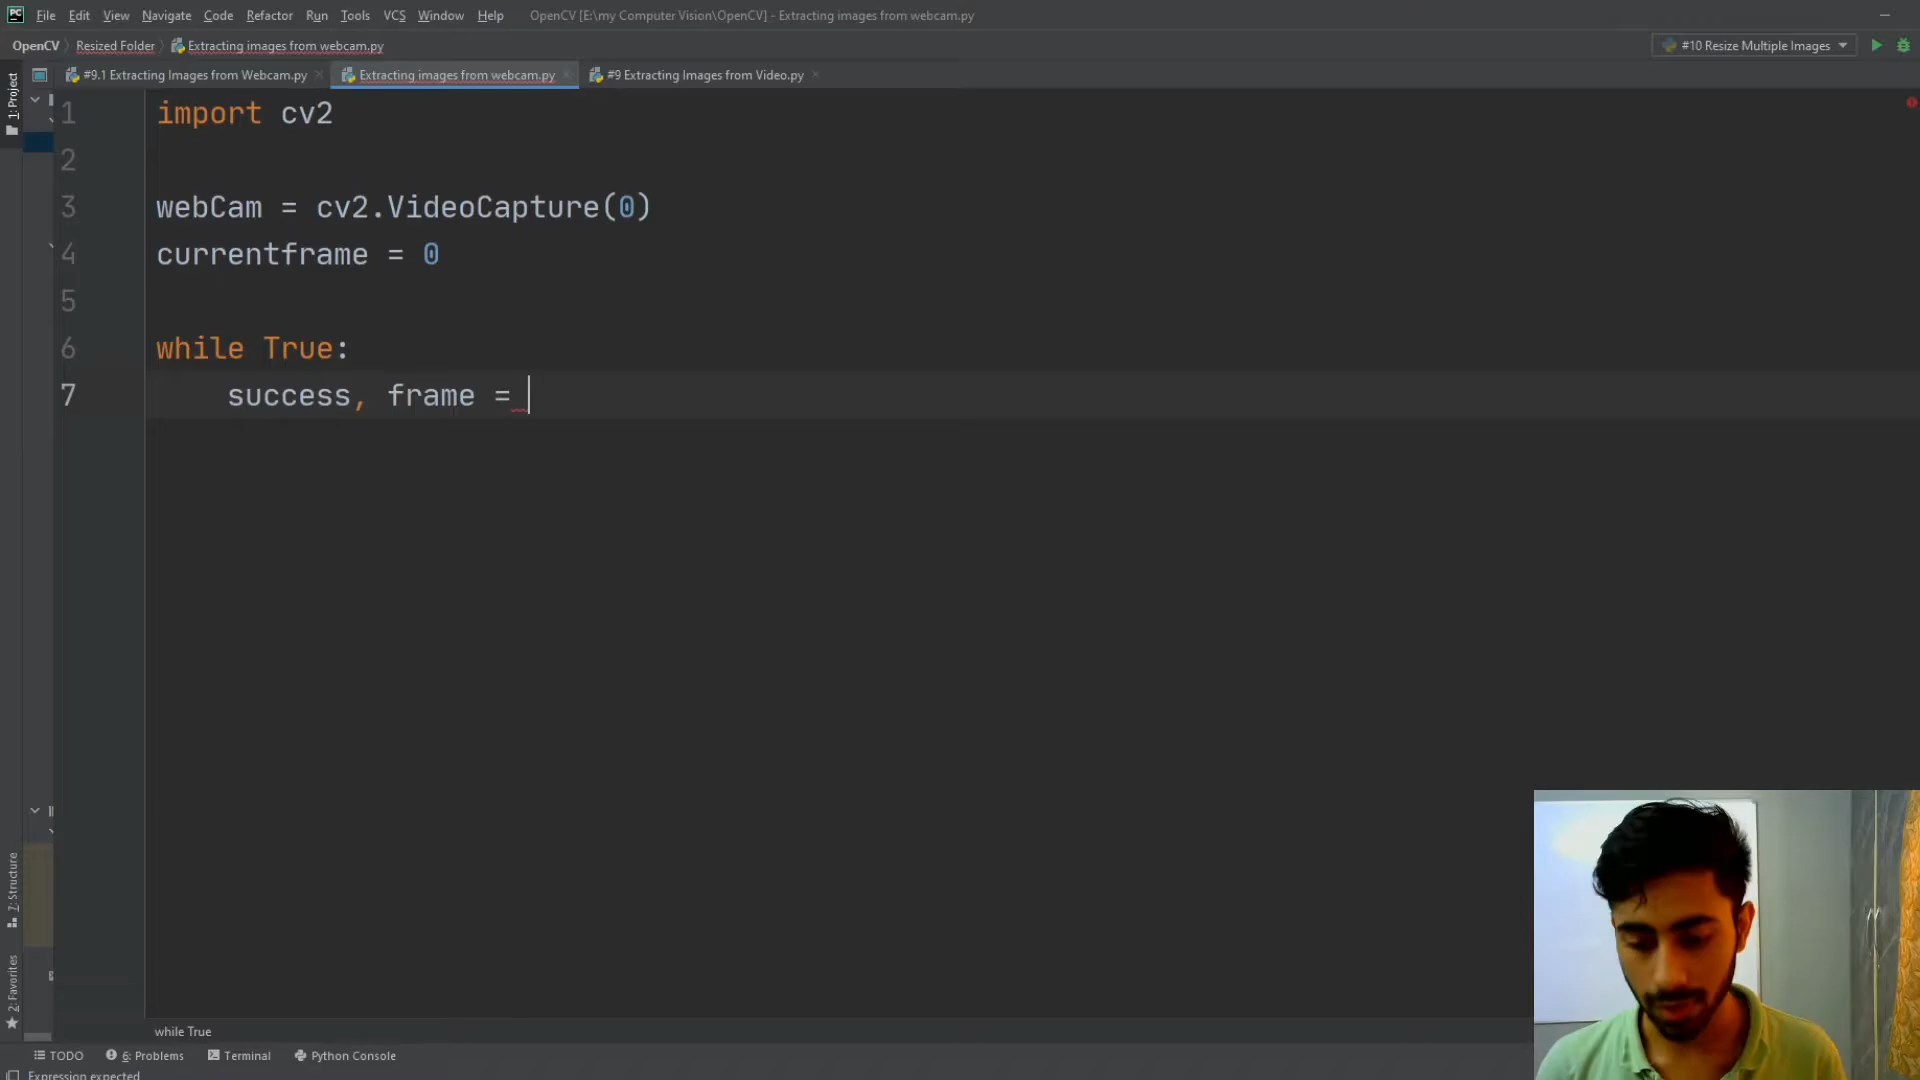 PC File Edit View Navigate Code Refactor Run Tools VCS Window Help OpenCV [E:\my Computer Vision\OpenCV] - Extracting images from webcam.py
OpenCV Resized Folder Extracting images from webcam.py #10 Resize Multiple Images
#9.1 Extracting Images from Webcam.py Extracting images from webcam.py #9 Extracting Images from Video.py
1: Project
1 import cv2
2
3 webCam = cv2.VideoCapture(0)
4 currentframe = 0
5
6 while True:
7 success, frame =
7: Structure
2: Favorites
while True
TODO 6: Problems Terminal Python Console
Expression expected